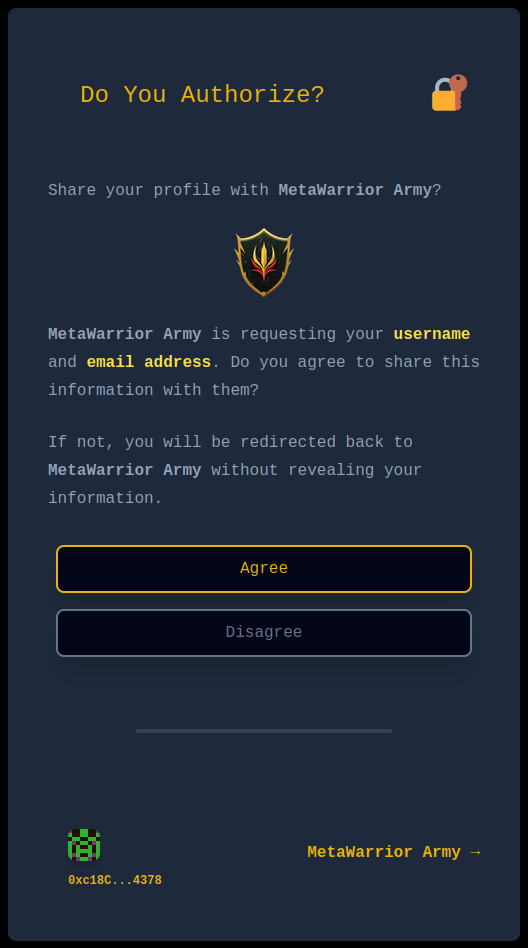 Do You Authorize?
Share your profile with MetaWarrior Army?
MetaWarrior Army is requesting your username
and email address. Do you agree to share this
information with them?
If not, you will be redirected back to
MetaWarrior Army without revealing your
information.
Agree
Disagree
MetaWarrior Army →
0xc18C...4378